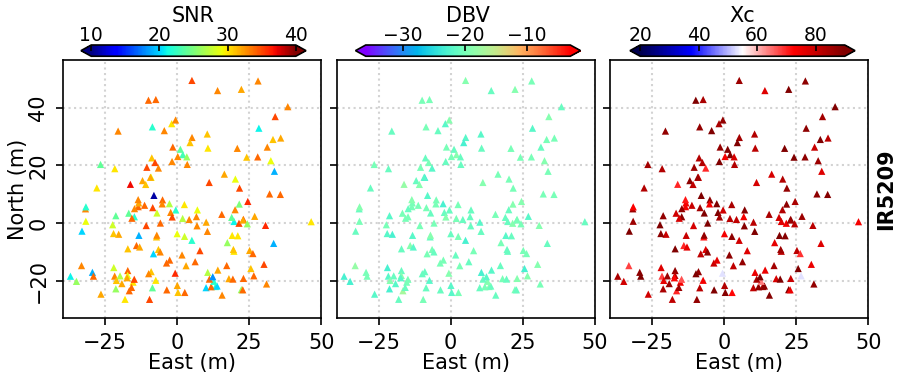 SNR DBV Xc
10 20 30 40 −30 −20 −10 20 40 60 80
40
20
0
−20
North (m)
IR5209
−25 0 25 50 −25 0 25 50 −25 0 25 50
East (m) East (m) East (m)